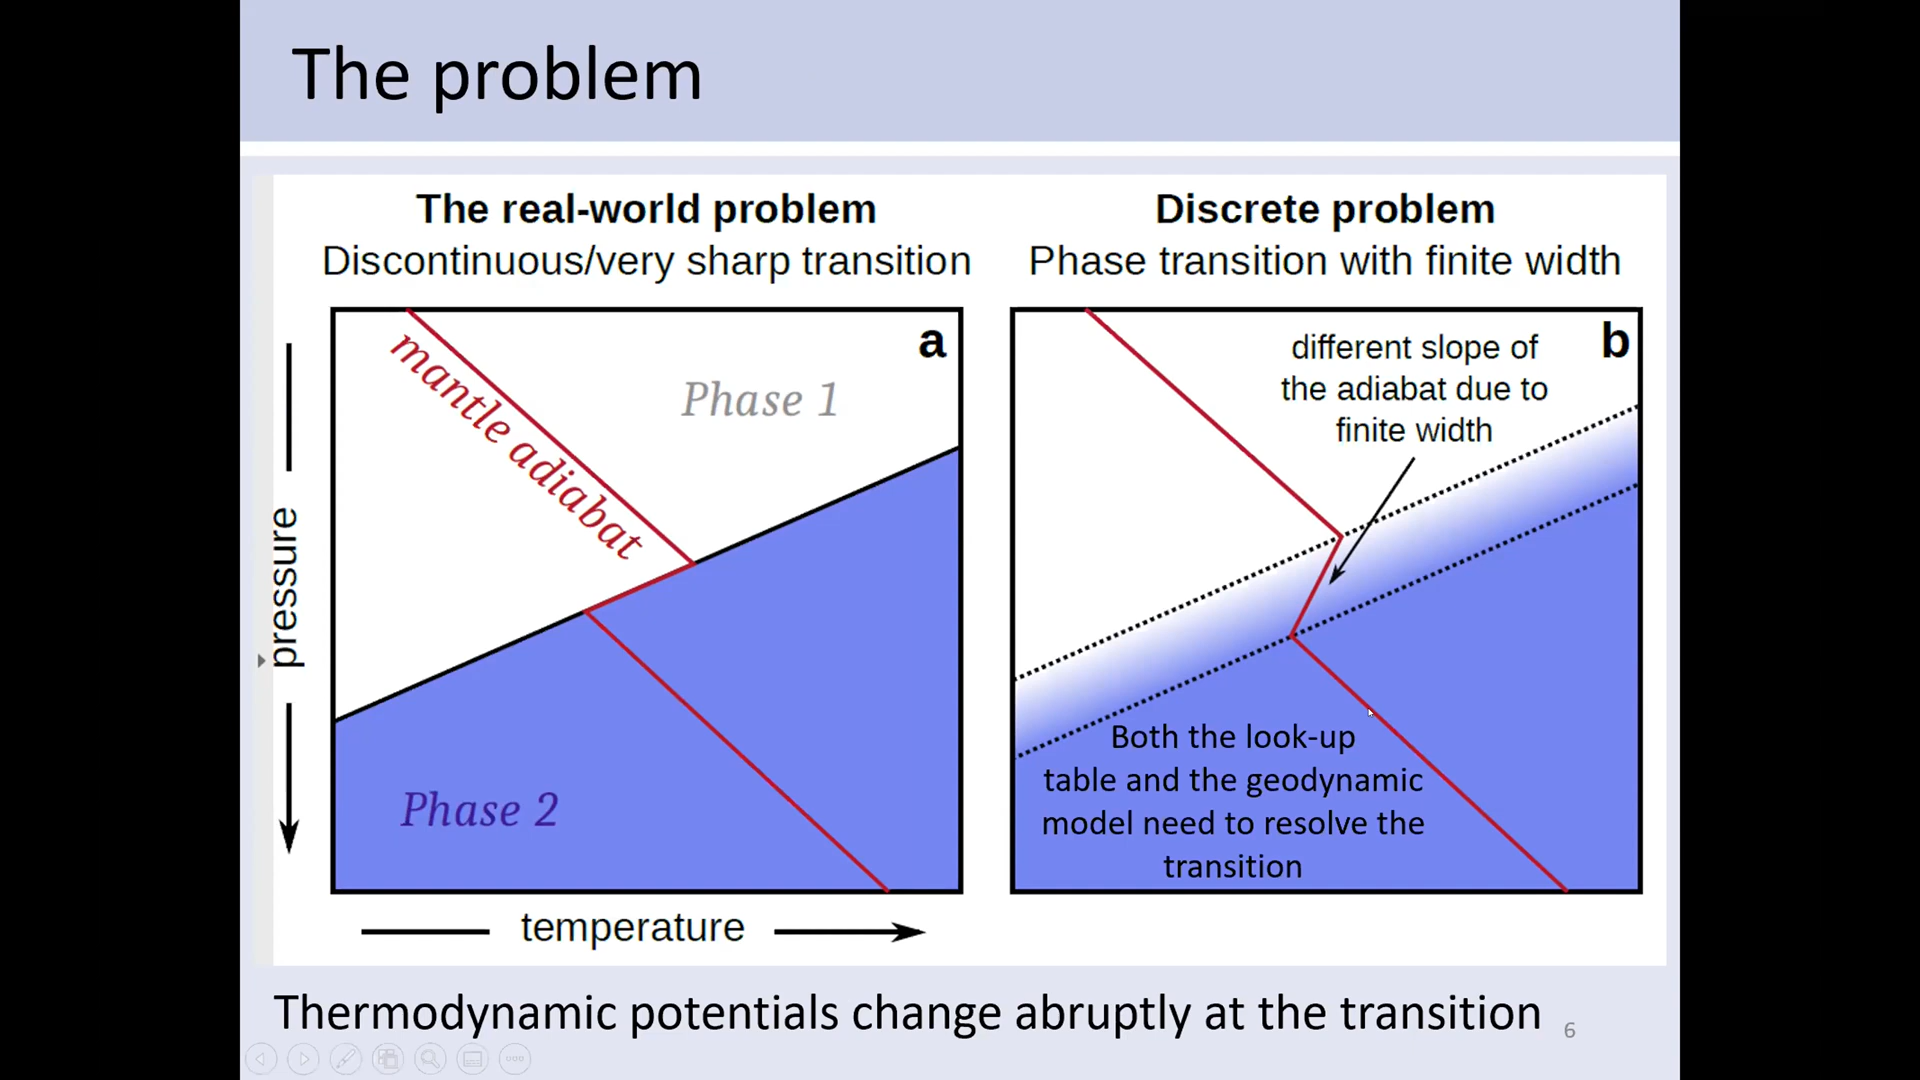 The problem
The real-world problem
Discontinuous/very sharp transition
Discrete problem
Phase transition with finite width
pressure
mantle adiabat
Phase 1
a
Phase 2
temperature
different slope of
the adiabat due to
finite width
b
Both the look-up
table and the geodynamic
model need to resolve the
transition
Thermodynamic potentials change abruptly at the transition
6